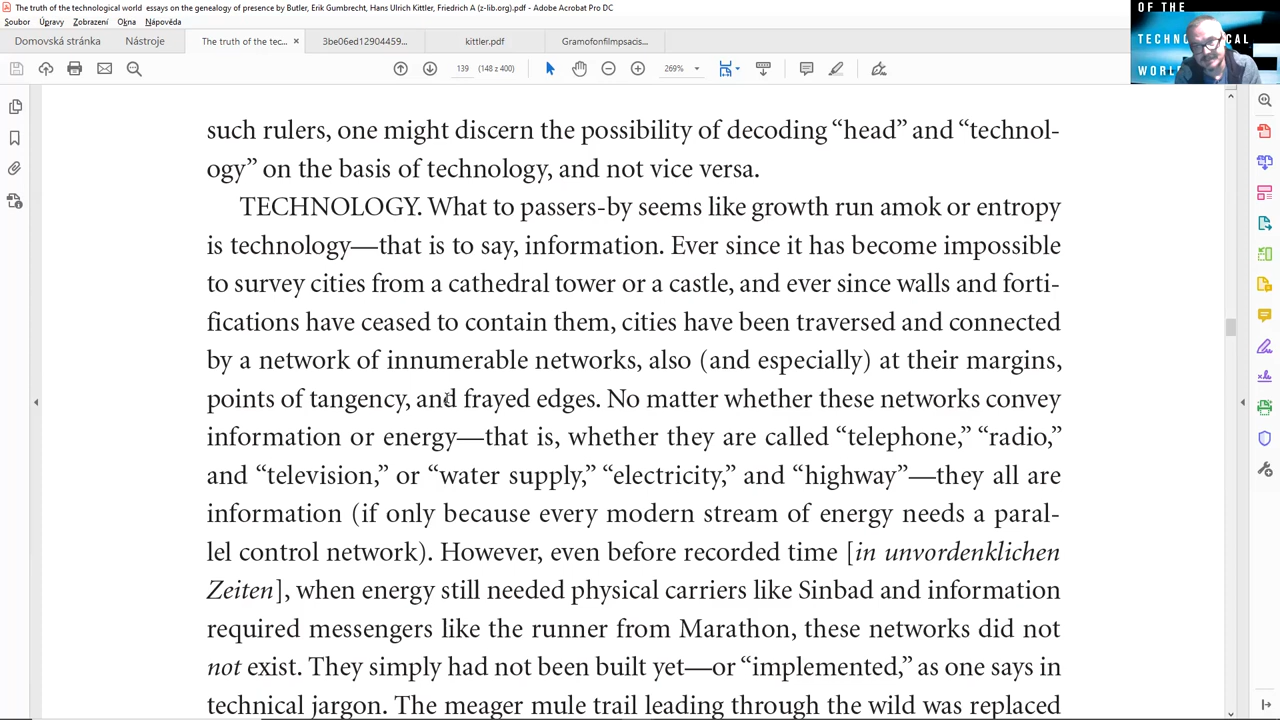 The truth of the technological world essays on the genealogy of presence by Butler, Erik Gumbrecht, Hans Ulrich Kittler, Friedrich A (z-lib.org).pdf - Adobe Acrobat Pro DC
Soubor Úpravy Zobrazení Okna Nápověda
Domovská stránka Nástroje The truth of the tec... × 3be06ed12904459... kittler.pdf Gramofonfilmpsacis...
139 (148 z 400) 269%
OF THE
WORL
such rulers, one might discern the possibility of decoding “head” and “technol-
ogy” on the basis of technology, and not vice versa.
TECHNOLOGY. What to passers-by seems like growth run amok or entropy
is technology—that is to say, information. Ever since it has become impossible
to survey cities from a cathedral tower or a castle, and ever since walls and forti-
fications have ceased to contain them, cities have been traversed and connected
by a network of innumerable networks, also (and especially) at their margins,
points of tangency, and frayed edges. No matter whether these networks convey
information or energy—that is, whether they are called “telephone,” “radio,”
and “television,” or “water supply,” “electricity,” and “highway”—they all are
information (if only because every modern stream of energy needs a paral-
lel control network). However, even before recorded time [in unvordenklichen
Zeiten], when energy still needed physical carriers like Sinbad and information
required messengers like the runner from Marathon, these networks did not
not exist. They simply had not been built yet—or “implemented,” as one says in
technical jargon. The meager mule trail leading through the wild was replaced